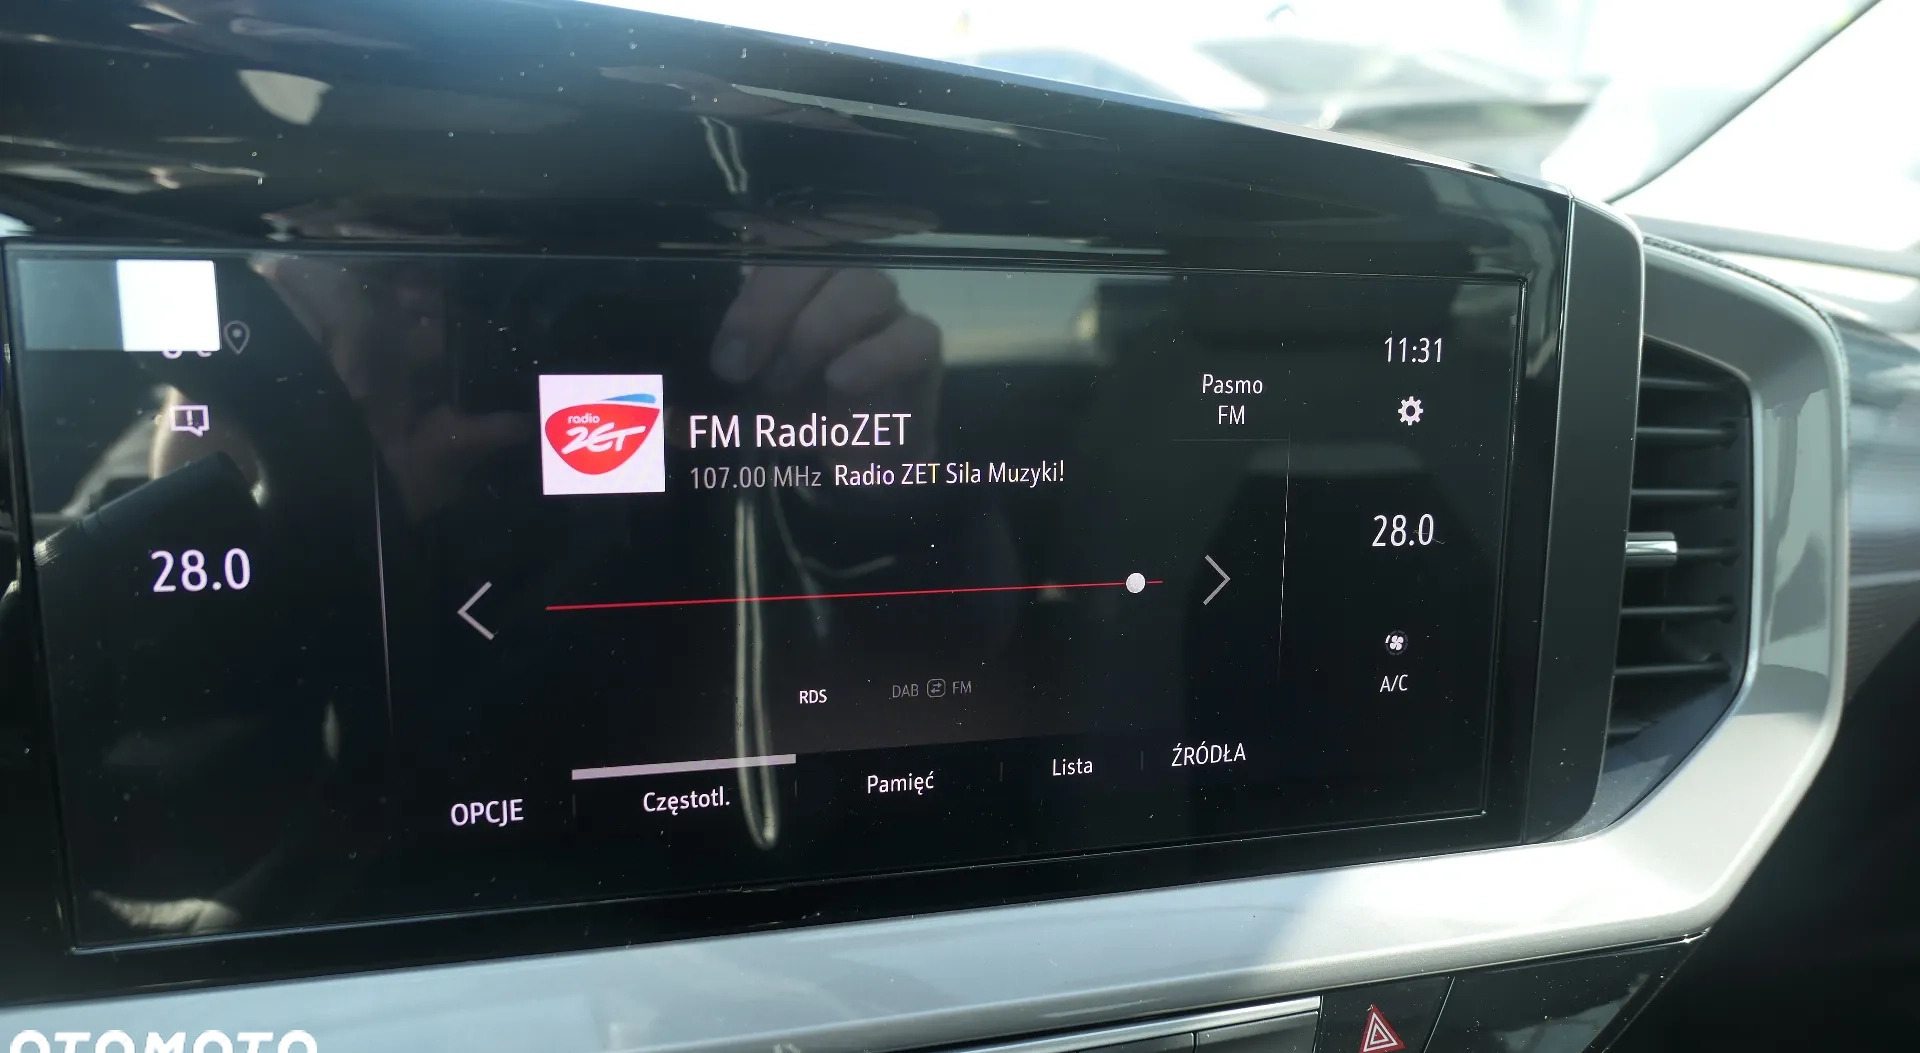 11:31
Pasmo
FM
radio
ZET
FM RadioZET
107.00 MHz Radio ZET Sila Muzyki!
28.0
28.0
A/C
RDS
DAB FM
OPCJE
Częstotl.
Pamięć
Lista
ŹRÓDŁA
OTOMOTO